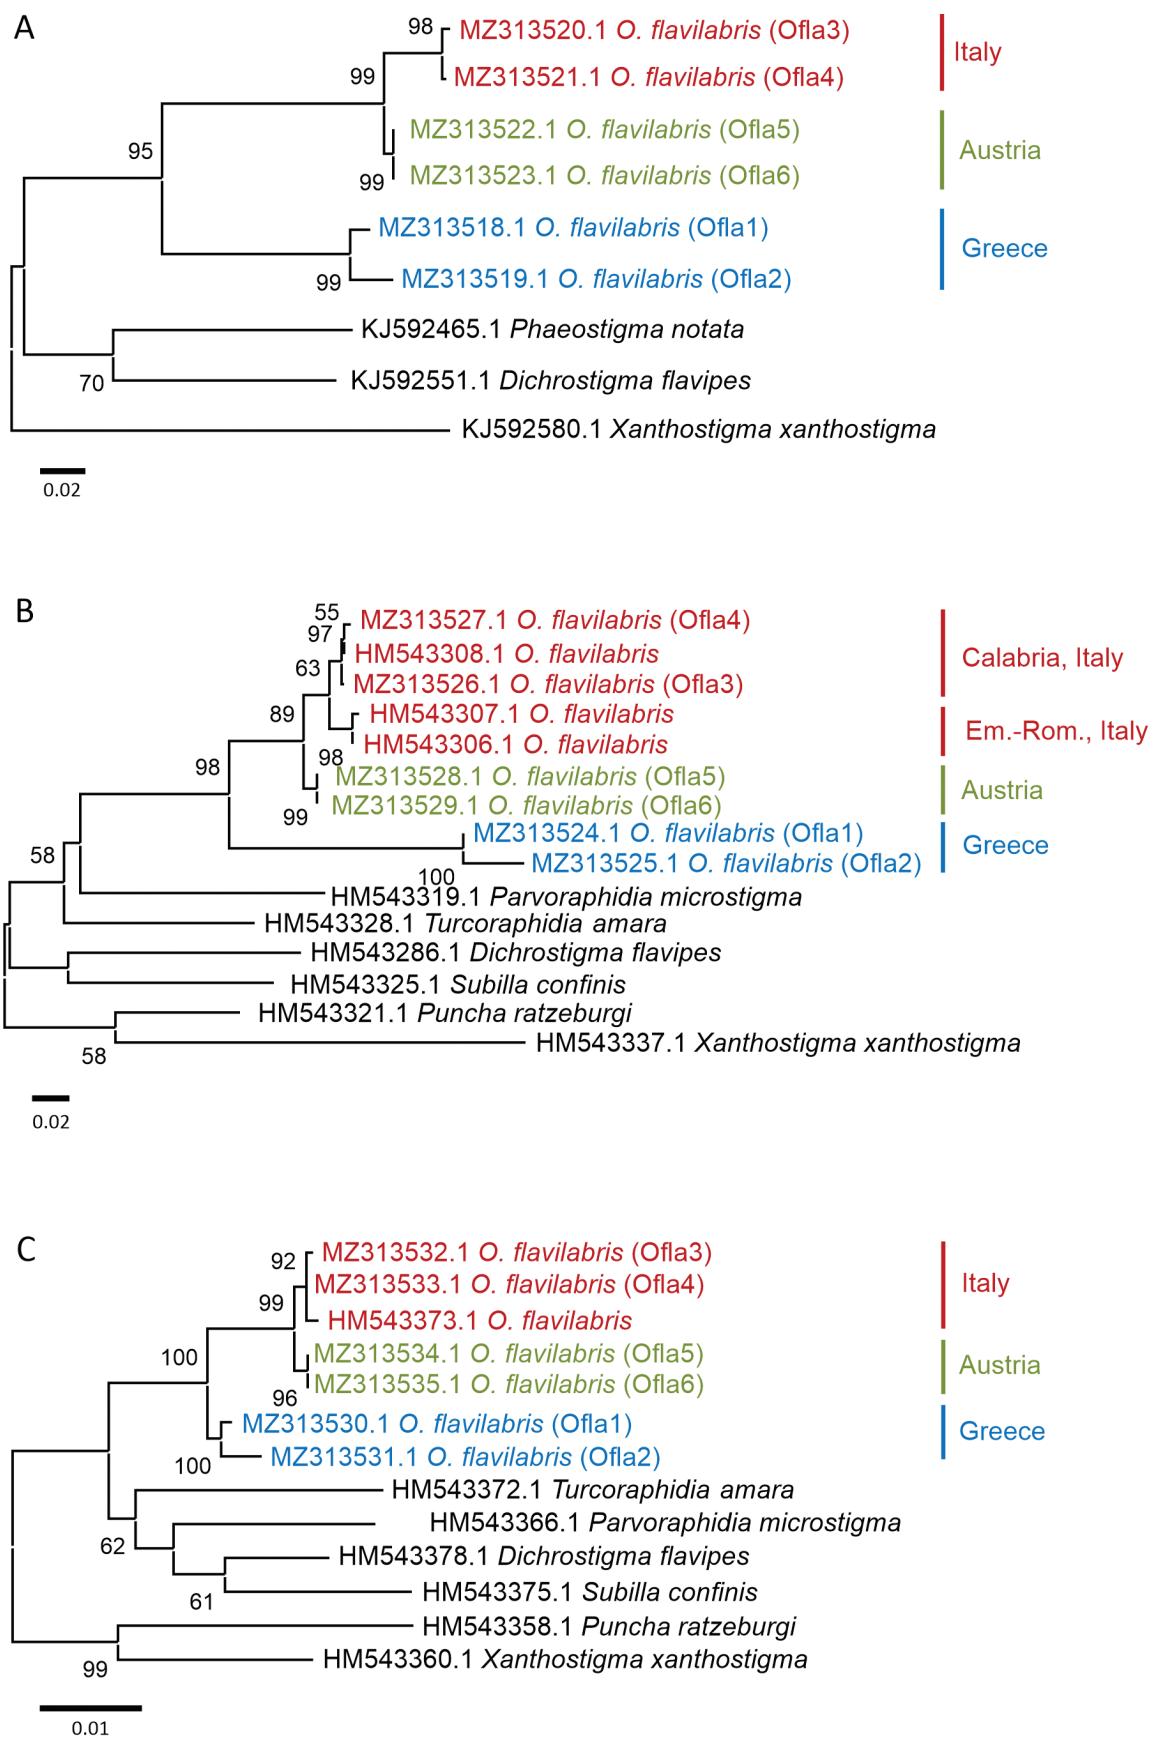 A
98
MZ313520.1 O. flavilabris (Ofla3)
Italy
99
MZ313521.1 O. flavilabris (Ofla4)
MZ313522.1 O. flavilabris (Ofla5)
95
Austria
99
MZ313523.1 O. flavilabris (Ofla6)
MZ313518.1 O. flavilabris (Ofla1)
Greece
99
MZ313519.1 O. flavilabris (Ofla2)
KJ592465.1 Phaeostigma notata
70
KJ592551.1 Dichrostigma flavipes
KJ592580.1 Xanthostigma xanthostigma
0.02
B
55
MZ313527.1 O. flavilabris (Ofla4)
97
HM543308.1 O. flavilabris
Calabria, Italy
63
MZ313526.1 O. flavilabris (Ofla3)
89
HM543307.1 O. flavilabris
Em.-Rom., Italy
HM543306.1 O. flavilabris
98
98
MZ313528.1 O. flavilabris (Ofla5)
Austria
99
MZ313529.1 O. flavilabris (Ofla6)
MZ313524.1 O. flavilabris (Ofla1)
Greece
58
MZ313525.1 O. flavilabris (Ofla2)
100
HM543319.1 Parvoraphidia microstigma
HM543328.1 Turcoraphidia amara
HM543286.1 Dichrostigma flavipes
HM543325.1 Subilla confinis
HM543321.1 Puncha ratzeburgi
58
HM543337.1 Xanthostigma xanthostigma
0.02
C
92
MZ313532.1 O. flavilabris (Ofla3)
MZ313533.1 O. flavilabris (Ofla4)
Italy
99
HM543373.1 O. flavilabris
100
MZ313534.1 O. flavilabris (Ofla5)
Austria
96
MZ313535.1 O. flavilabris (Ofla6)
MZ313530.1 O. flavilabris (Ofla1)
Greece
100
MZ313531.1 O. flavilabris (Ofla2)
HM543372.1 Turcoraphidia amara
HM543366.1 Parvoraphidia microstigma
62
HM543378.1 Dichrostigma flavipes
61
HM543375.1 Subilla confinis
HM543358.1 Puncha ratzeburgi
99
HM543360.1 Xanthostigma xanthostigma
0.01